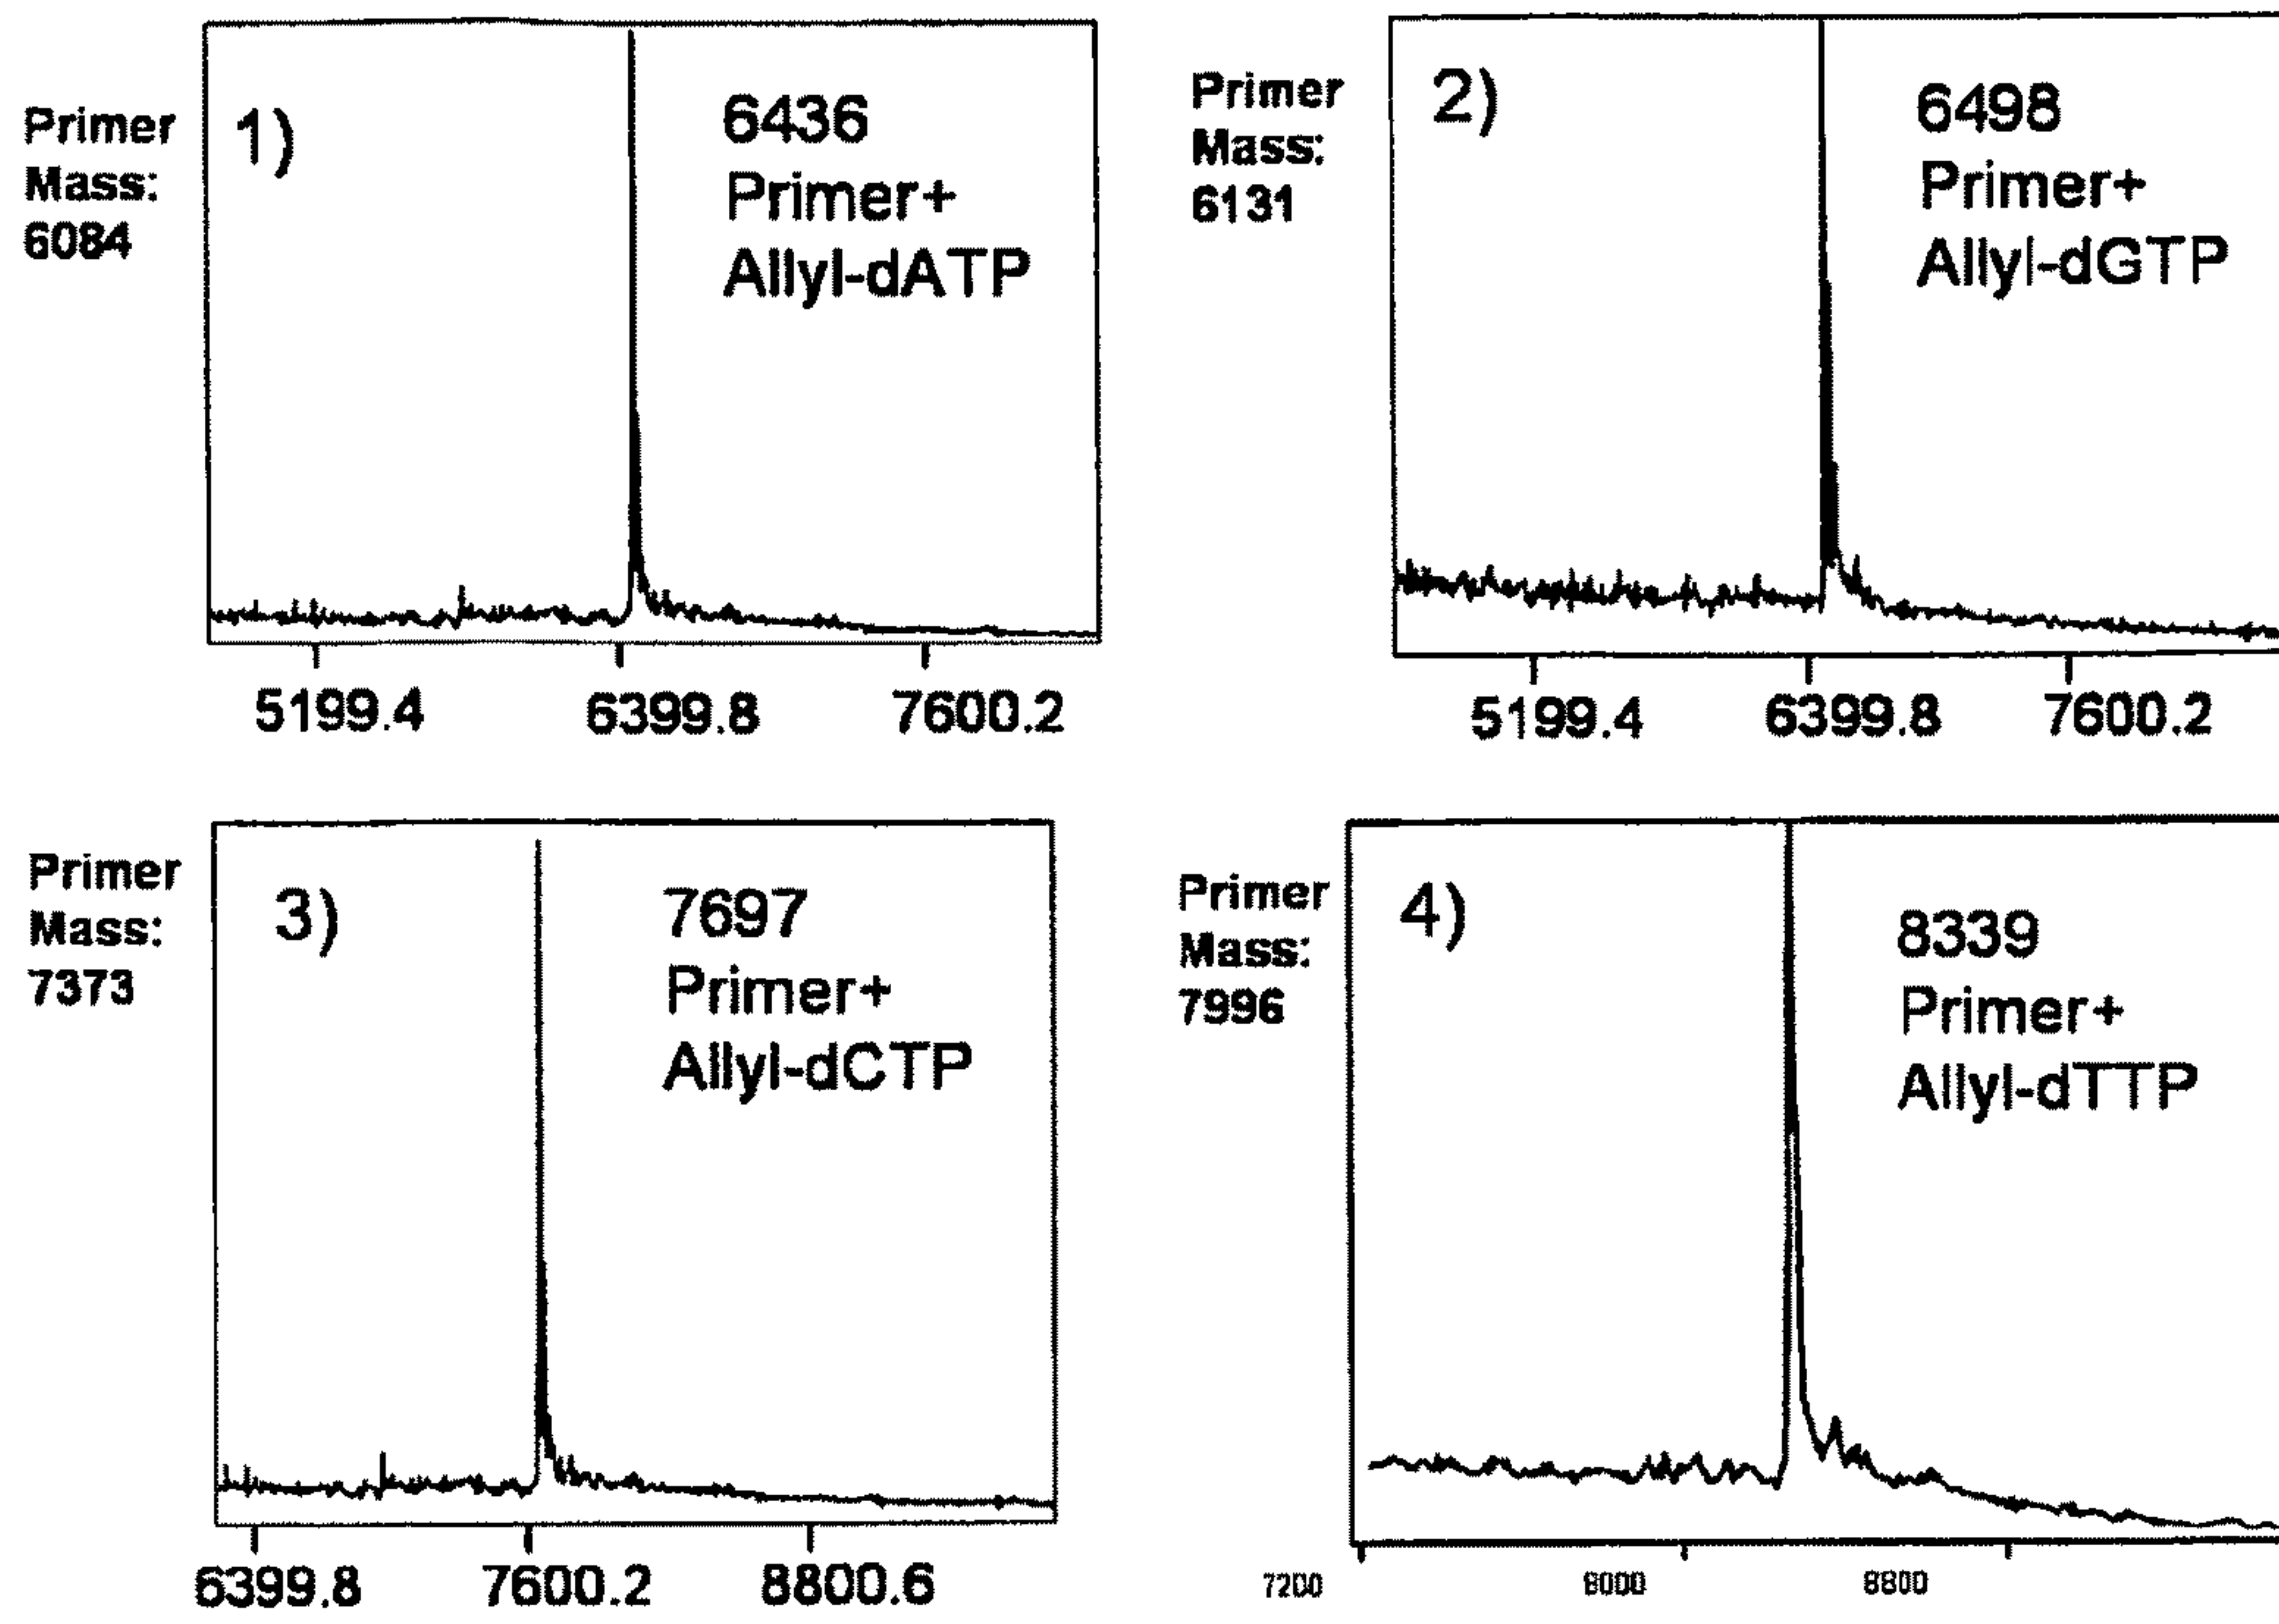 Primer
Mass:
6084
1)
6436
Primer+
Allyl-dATP
5199.4
6399.8
7600.2
Primer
Mass:
6131
2)
6498
Primer+
Allyl-dGTP
5199.4
6399.8
7600.2
Primer
Mass:
7373
3)
7697
Primer+
Allyl-dCTP
6399.8
7600.2
8800.6
Primer
Mass:
7996
4)
8339
Primer+
Allyl-dTTP
7200
8000
8800